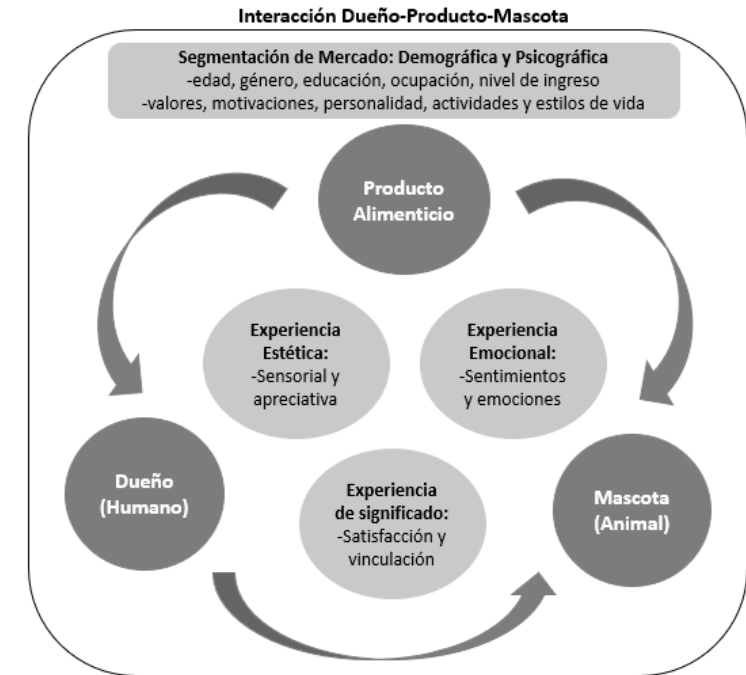 Interacción Dueño-Producto-Mascota
Segmentación de Mercado: Demográfica y Psicográfica
-edad, género, educación, ocupación, nivel de ingreso
-valores, motivaciones, personalidad, actividades y estilos de vida
Producto
Alimenticio
Experiencia
Estética:
-Sensorial y
apreciativa
Experiencia
Emocional:
-Sentimientos
y emociones
Dueño
(Humano)
Experiencia
de significado:
-Satisfacción y
vinculación
Mascota
(Animal)